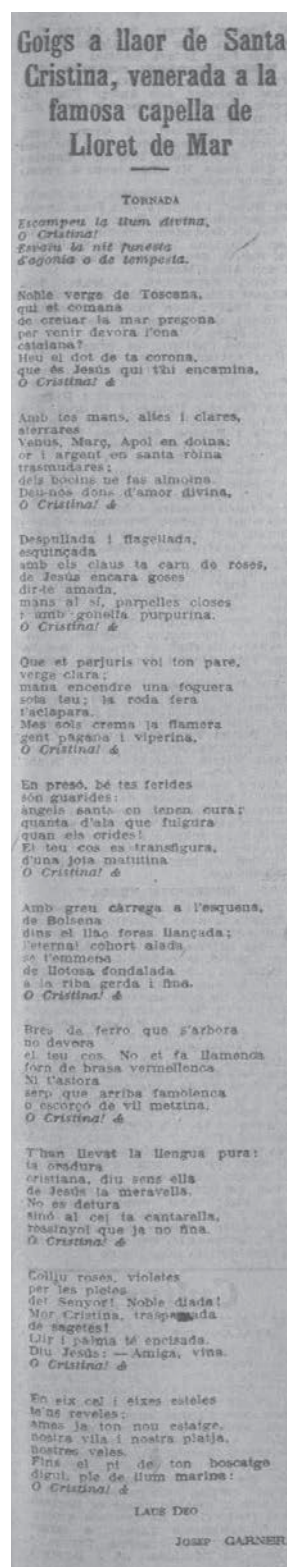 Goigs a llaor de Santa
Cristina, venerada a la
famosa capella de
Lloret de Mar
TORNADA
Escampeu la llum divina,
O Cristina!
Esvaïu la nit funesta
d'agonia o de tempesta.
Noble verge de Toscana,
qui et comana
de creuar la mar pregona
per venir devora l'ona
catalana?
Heu el dot de ta corona,
que és Jesús qui t'hi encamina,
O Cristina! &
Amb tes mans, altes i clares,
aterrares
Venus, Març, Apol en doina;
or i argent en santa ròina
trasmudares;
dels bocins ne fas almoina.
Deu-nos dons d'amor divina,
O Cristina! &
Despullada i flagellada,
esquinçada
amb els claus ta carn de roses,
de Jesús encara goses
dir-te amada,
mans al sí, parpelles closes
i amb gonella purpurina.
O Cristina! &
Que et perjuris vol ton pare,
verge clara;
mana encendre una foguera
sota teu; la roda fera
t'aclapara.
Mes sols crema ja flamera
gent pagana i viperina,
O Cristina! &
En presó, bé tes ferides
són guarides:
àngels sants en tenen cura;
quanta d'ala que fulgura
quan els crides!
El teu cos es transfigura,
d'una joia matutina
O Cristina! &
Amb greu càrrega a l'esquena,
de Bolsena
dins el llac fores llançada;
l'eternal cohort alada
se t'emmena
de llotosa fondalada
a la riba gerda i fina.
O Cristina! &
Bres de ferro que s'arbora
no devora
el teu cos. No et fa llamenca
forn de brasa vermellenca
Ni t'astora
serp que arriba famolenca
o escorçó de vil metzina,
O Cristina! &
T'han llevat la llengua pura:
ta oradura
cristiana, diu sens ella
de Jesús la meravella.
No es detura
sinó al cel ta cantarella,
rossinyol que ja no fina.
O Cristina! &
Colliu roses, violetes
per les pletes
del Senyor! Noble diada!
Mor Cristina, traspassada
de sagetes!
Llir i palma té encisada.
Diu Jesús: — Amiga, vina.
O Cristina! &
En eix cel i eixes esteles
te'ns reveles;
ames ja ton nou estatge,
nostra vila i nostra platja,
nostres veles.
Fins el pi de ton boscatge
digui, ple de llum marina:
O Cristina! &
LAUS DEO
JOSEP GARNER